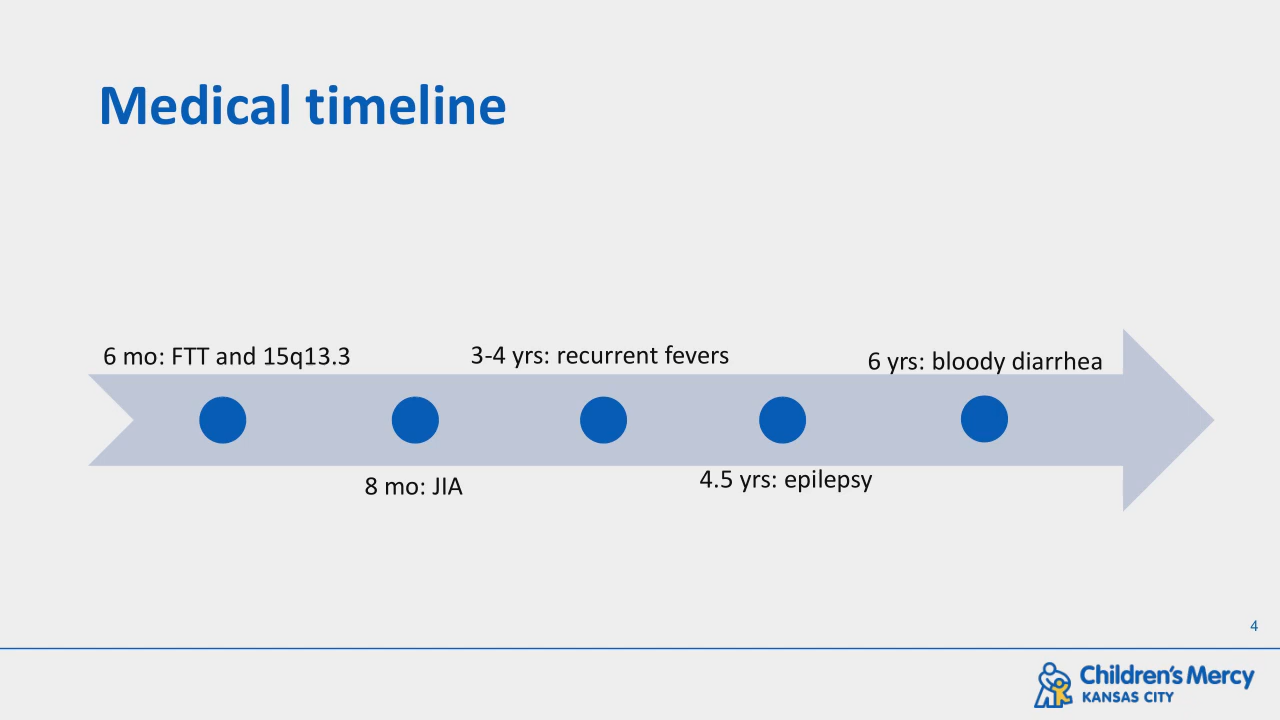 Medical timeline
6 mo: FTT and 15q13.3
3-4 yrs: recurrent fevers
6 yrs: bloody diarrhea
8 mo: JIA
4.5 yrs: epilepsy
4
Children's Mercy
KANSAS CITY